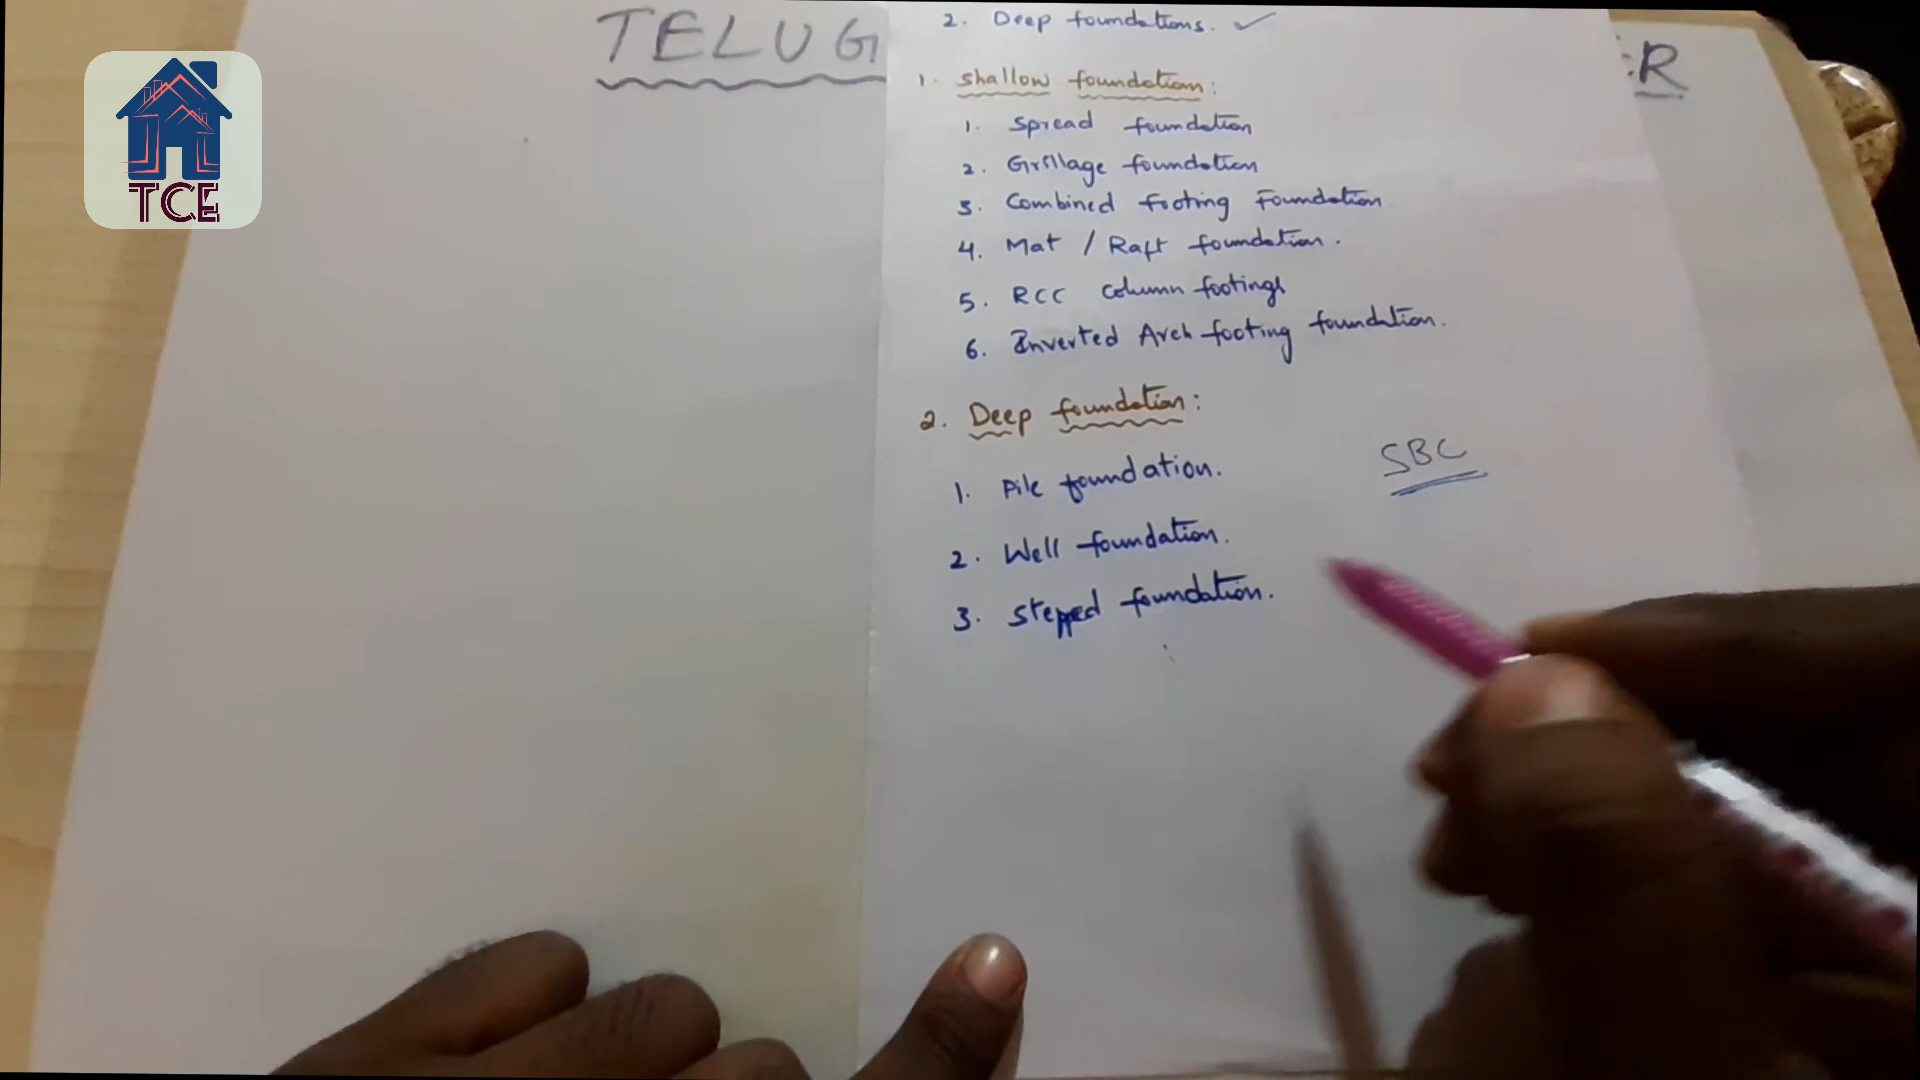 TELUG
ER
TCE
2. Deep foundations. ✓
1. Shallow foundation:
1. Spread foundation
2. Grillage foundation
3. Combined footing Foundation
4. Mat / Raft foundation.
5. RCC Column footings
6. Inverted Arch footing foundation.
2. Deep foundation:
SBC
1. Pile foundation.
2. Well foundation.
3. Stepped foundation.